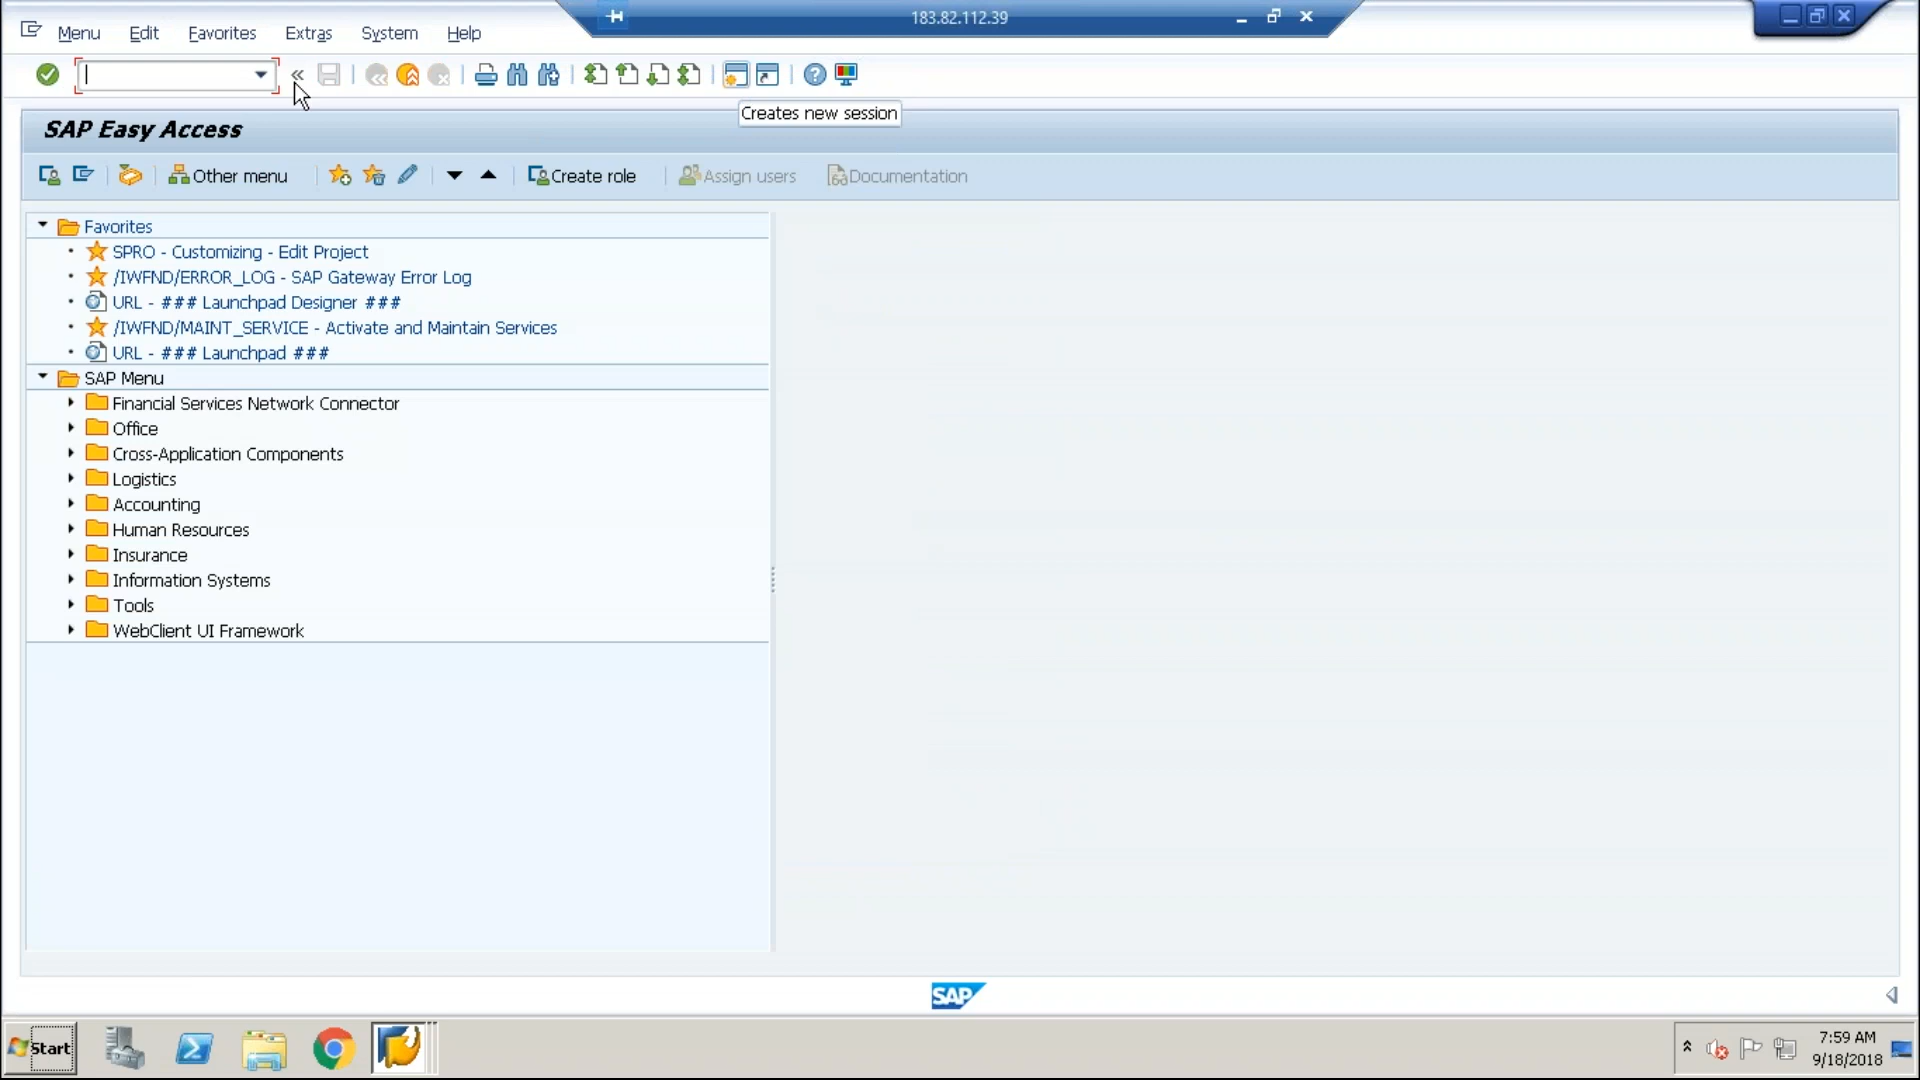 183.82.112.39
Menu Edit Favorites Extras System Help
Creates new session
SAP Easy Access
Other menu Create role Assign users Documentation
Favorites
SPRO - Customizing - Edit Project
/IWFND/ERROR_LOG - SAP Gateway Error Log
URL - ### Launchpad Designer ###
/IWFND/MAINT_SERVICE - Activate and Maintain Services
URL - ### Launchpad ###
SAP Menu
Financial Services Network Connector
Office
Cross-Application Components
Logistics
Accounting
Human Resources
Insurance
Information Systems
Tools
WebClient UI Framework
SAP
Start
7:59 AM
9/18/2018